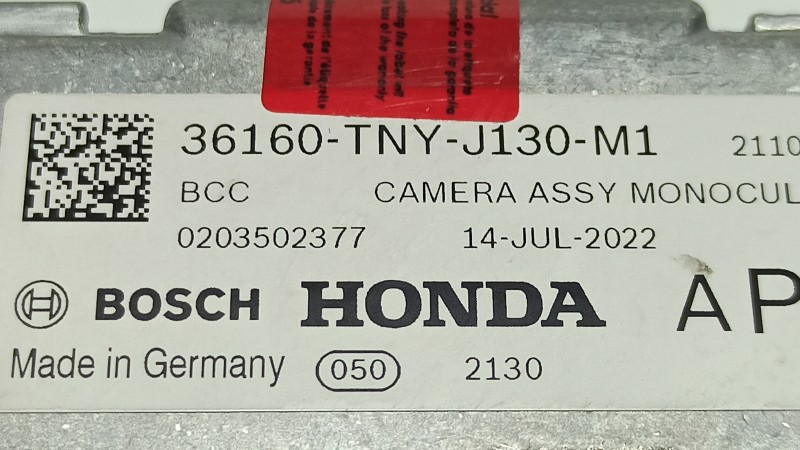 36160-TNY-J130-M1 2110
BCC CAMERA ASSY MONOCUL
0203502377 14-JUL-2022
BOSCH HONDA AP
Made in Germany 050 2130